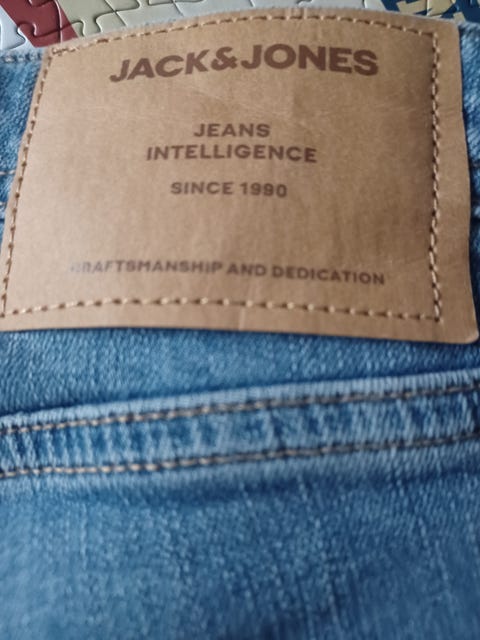 JACK&JONES
JEANS
INTELLIGENCE
SINCE 1990
CRAFTSMANSHIP AND DEDICATION